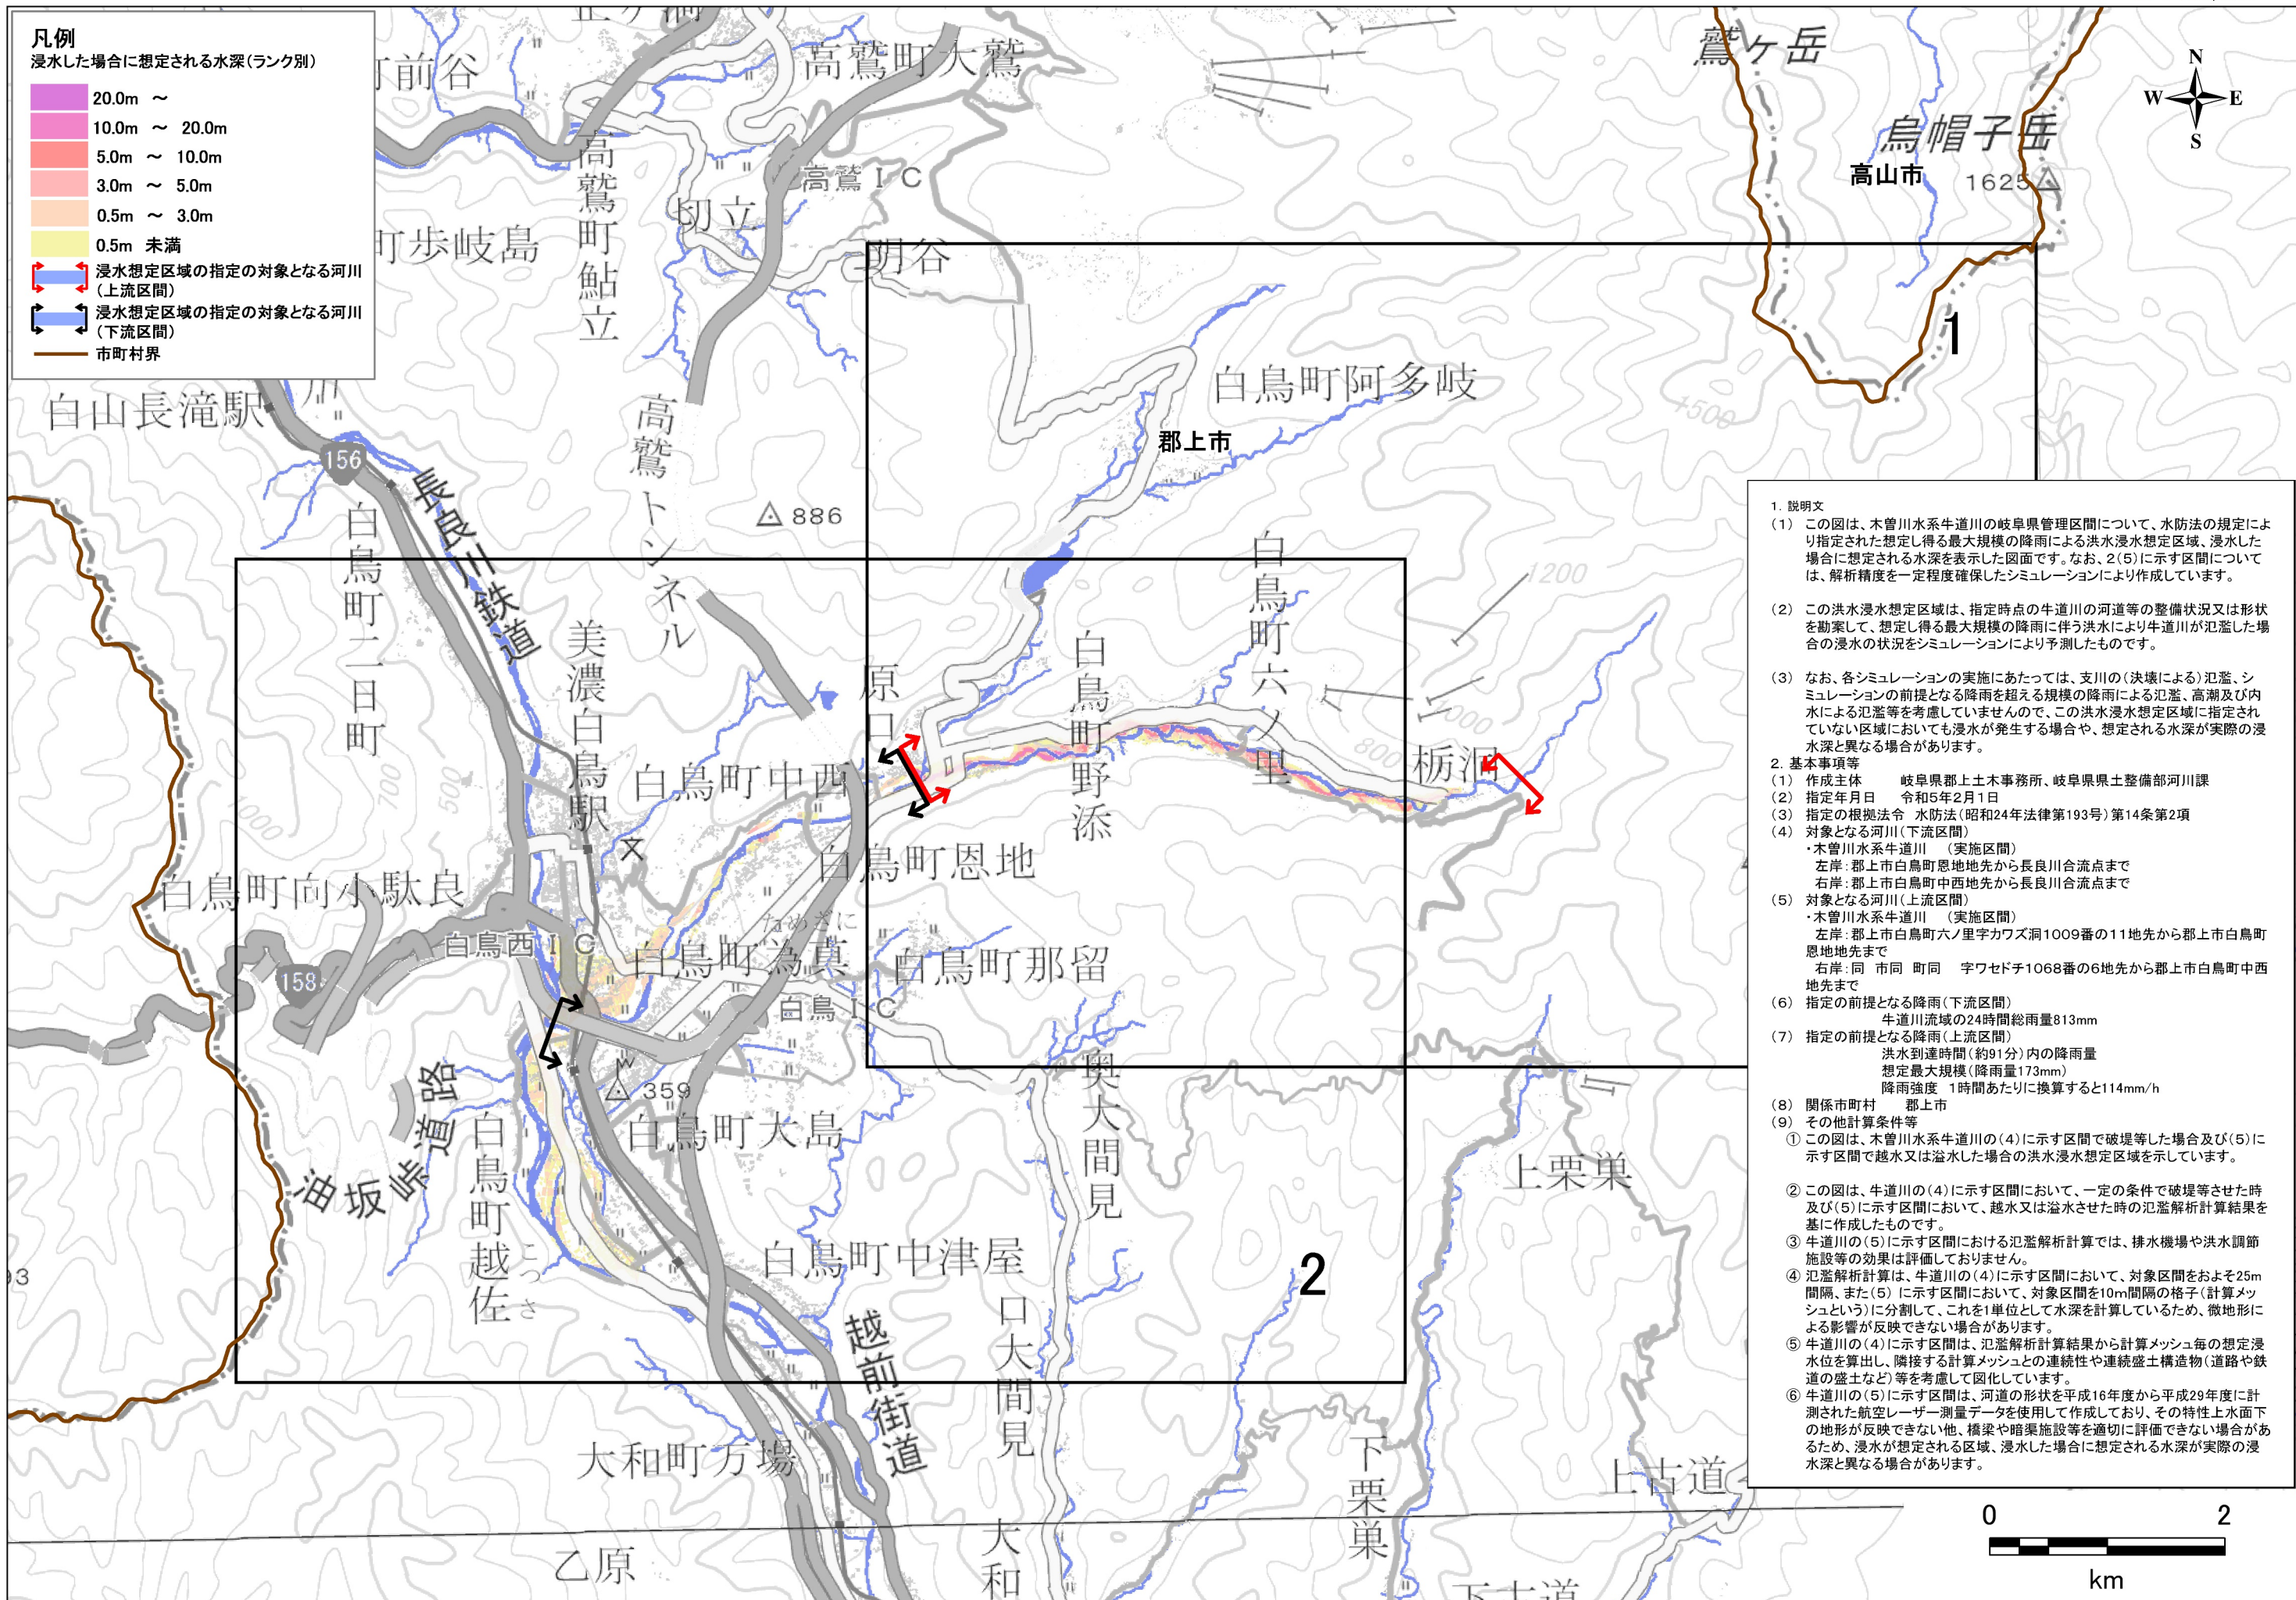 凡例
浸水した場合に想定される水深(ランク別)
20.0m ～
10.0m ～ 20.0m
5.0m ～ 10.0m
3.0m ～ 5.0m
0.5m ～ 3.0m
0.5m 未満
浸水想定区域の指定の対象となる河川
(上流区間)
浸水想定区域の指定の対象となる河川
(下流区間)
市町村界
高鷲町大鷲
町前谷
鷲ヶ岳
N
W
E
S
烏帽子岳
高山市
1625
高鷲町鮎立
高鷲IC
切立
町歩岐島
明谷
1
白鳥町阿多岐
郡上市
1500
白山長滝駅
156
長良川鉄道
高鷲トンネル
886
白鳥町二日町
美濃白鳥駅
原口
白鳥町野添
白鳥町六ノ里
1200
800
栃洞
500
白鳥町中西
文
白鳥町恩地
白鳥町向小駄良
白鳥西IC
158
なめざに
白鳥町為真
白鳥町那留
白鳥IC
359
油坂峠道路
白鳥町大島
白鳥町越佐
こっさ
奥大間見
上栗巣
白鳥町中津屋
2
口大間見
越前街道
大和町万場
下栗巣
上古道
乙原
大和
1. 説明文
(1) この図は、木曽川水系牛道川の岐阜県管理区間について、水防法の規定によ
り指定された想定し得る最大規模の降雨による洪水浸水想定区域、浸水した
場合に想定される水深を表示した図面です。なお、2(5)に示す区間について
は、解析精度を一定程度確保したシミュレーションにより作成しています。
(2) この洪水浸水想定区域は、指定時点の牛道川の河道等の整備状況又は形状
を勘案して、想定し得る最大規模の降雨に伴う洪水により牛道川が氾濫した場
合の浸水の状況をシミュレーションにより予測したものです。
(3) なお、各シミュレーションの実施にあたっては、支川の(決壊による)氾濫、シ
ミュレーションの前提となる降雨を超える規模の降雨による氾濫、高潮及び内
水による氾濫等を考慮していませんので、この洪水浸水想定区域に指定され
ていない区域においても浸水が発生する場合や、想定される水深が実際の浸
水深と異なる場合があります。
2. 基本事項等
(1) 作成主体 岐阜県郡上土木事務所、岐阜県県土整備部河川課
(2) 指定年月日 令和5年2月1日
(3) 指定の根拠法令 水防法(昭和24年法律第193号)第14条第2項
(4) 対象となる河川(下流区間)
・木曽川水系牛道川 (実施区間)
左岸:郡上市白鳥町恩地地先から長良川合流点まで
右岸:郡上市白鳥町中西地先から長良川合流点まで
(5) 対象となる河川(上流区間)
・木曽川水系牛道川 (実施区間)
左岸:郡上市白鳥町六ノ里字カワズ洞1009番の11地先から郡上市白鳥町
恩地地先まで
右岸:同 市同 町同 字ワセドチ1068番の6地先から郡上市白鳥町中西
地先まで
(6) 指定の前提となる降雨(下流区間)
牛道川流域の24時間総雨量813mm
(7) 指定の前提となる降雨(上流区間)
洪水到達時間(約91分)内の降雨量
想定最大規模(降雨量173mm)
降雨強度 1時間あたりに換算すると114mm/h
(8) 関係市町村 郡上市
(9) その他計算条件等
① この図は、木曽川水系牛道川の(4)に示す区間で破堤等した場合及び(5)に
示す区間で越水又は溢水した場合の洪水浸水想定区域を示しています。
② この図は、牛道川の(4)に示す区間において、一定の条件で破堤等させた時
及び(5)に示す区間において、越水又は溢水させた時の氾濫解析計算結果を
基に作成したものです。
③ 牛道川の(5)に示す区間における氾濫解析計算では、排水機場や洪水調節
施設等の効果は評価しておりません。
④ 氾濫解析計算は、牛道川の(4)に示す区間において、対象区間をおよそ25m
間隔、また(5)に示す区間において、対象区間を10m間隔の格子(計算メッ
シュという)に分割して、これを1単位として水深を計算しているため、微地形に
よる影響が反映できない場合があります。
⑤ 牛道川の(4)に示す区間は、氾濫解析計算結果から計算メッシュ毎の想定浸
水位を算出し、隣接する計算メッシュとの連続性や連続盛土構造物(道路や鉄
道の盛土など)等を考慮して図化しています。
⑥ 牛道川の(5)に示す区間は、河道の形状を平成16年度から平成29年度に計
測された航空レーザー測量データを使用して作成しており、その特性上水面下
の地形が反映できない他、橋梁や暗渠施設等を適切に評価できない場合があ
るため、浸水が想定される区域、浸水した場合に想定される水深が実際の浸
水深と異なる場合があります。
0
2
km